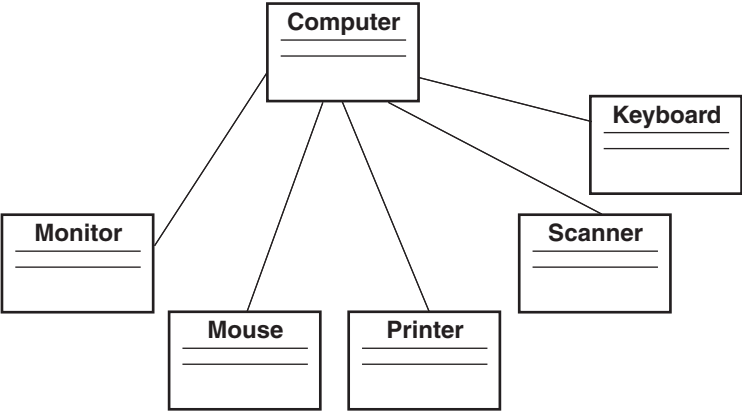 Computer
Keyboard
Monitor
Scanner
Mouse
Printer